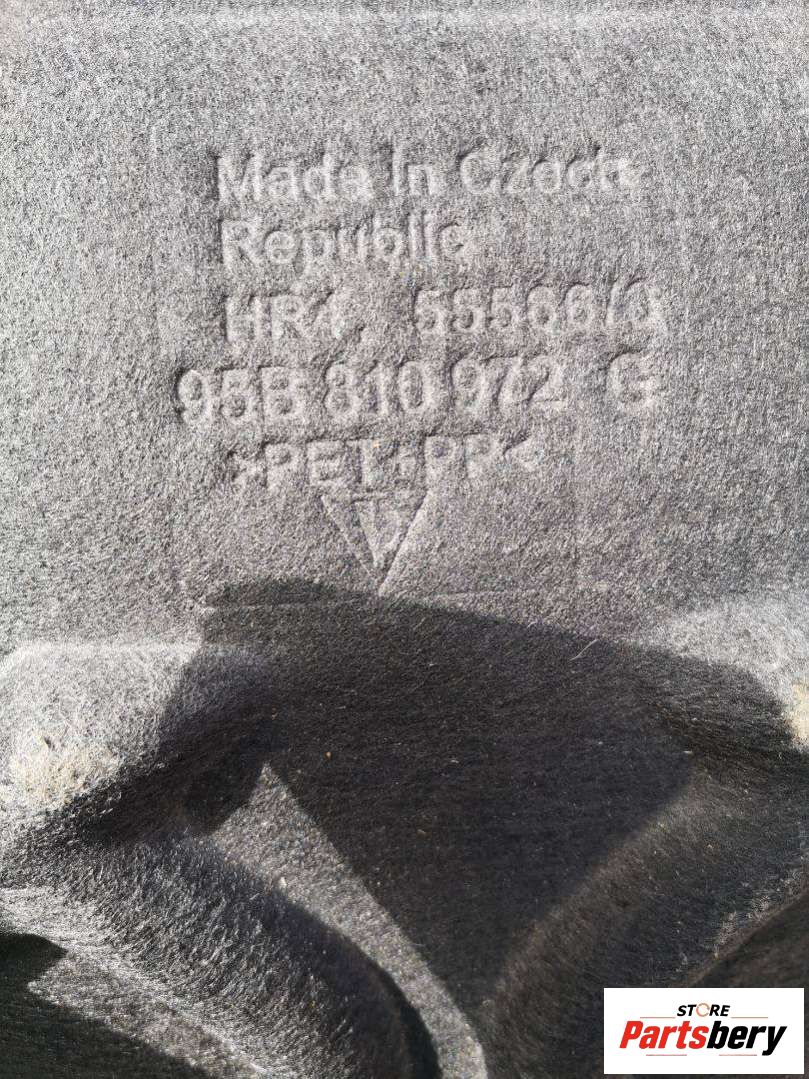 Made In Czech
Republic
95B 810 972 G
>PET+PP<
STORE
Partsbery